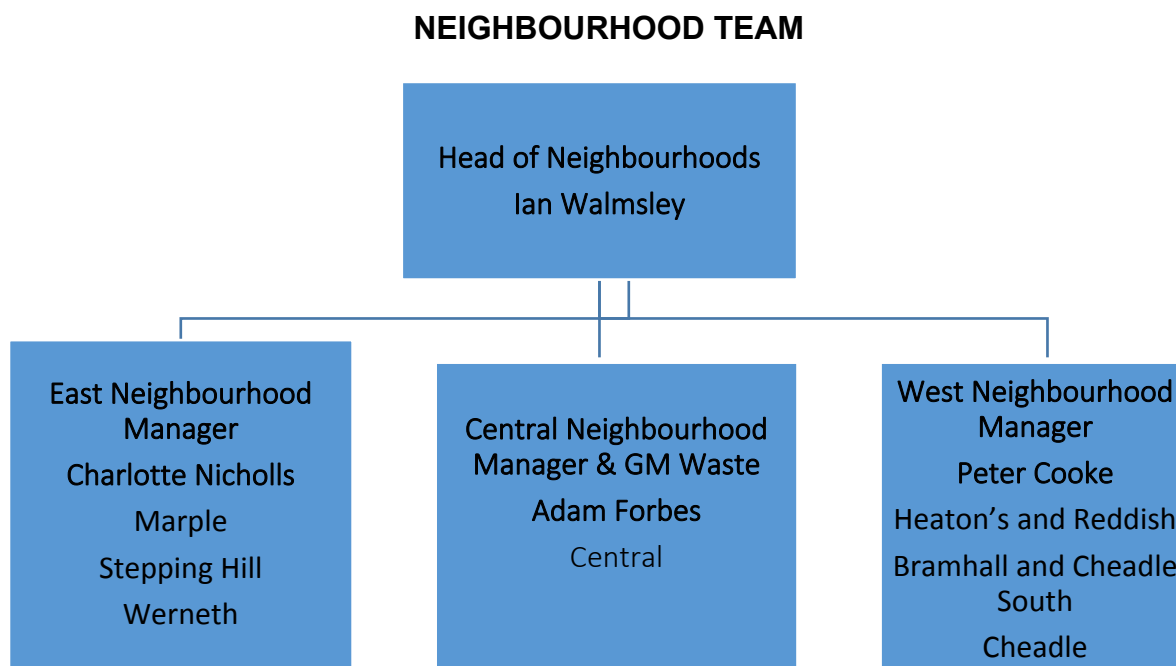 NEIGHBOURHOOD TEAM
Head of Neighbourhoods
Ian Walmsley
East Neighbourhood
Manager
Charlotte Nicholls
Marple
Stepping Hill
Werneth
Central Neighbourhood
Manager & GM Waste
Adam Forbes
Central
West Neighbourhood
Manager
Peter Cooke
Heaton’s and Reddish
Bramhall and Cheadle
South
Cheadle